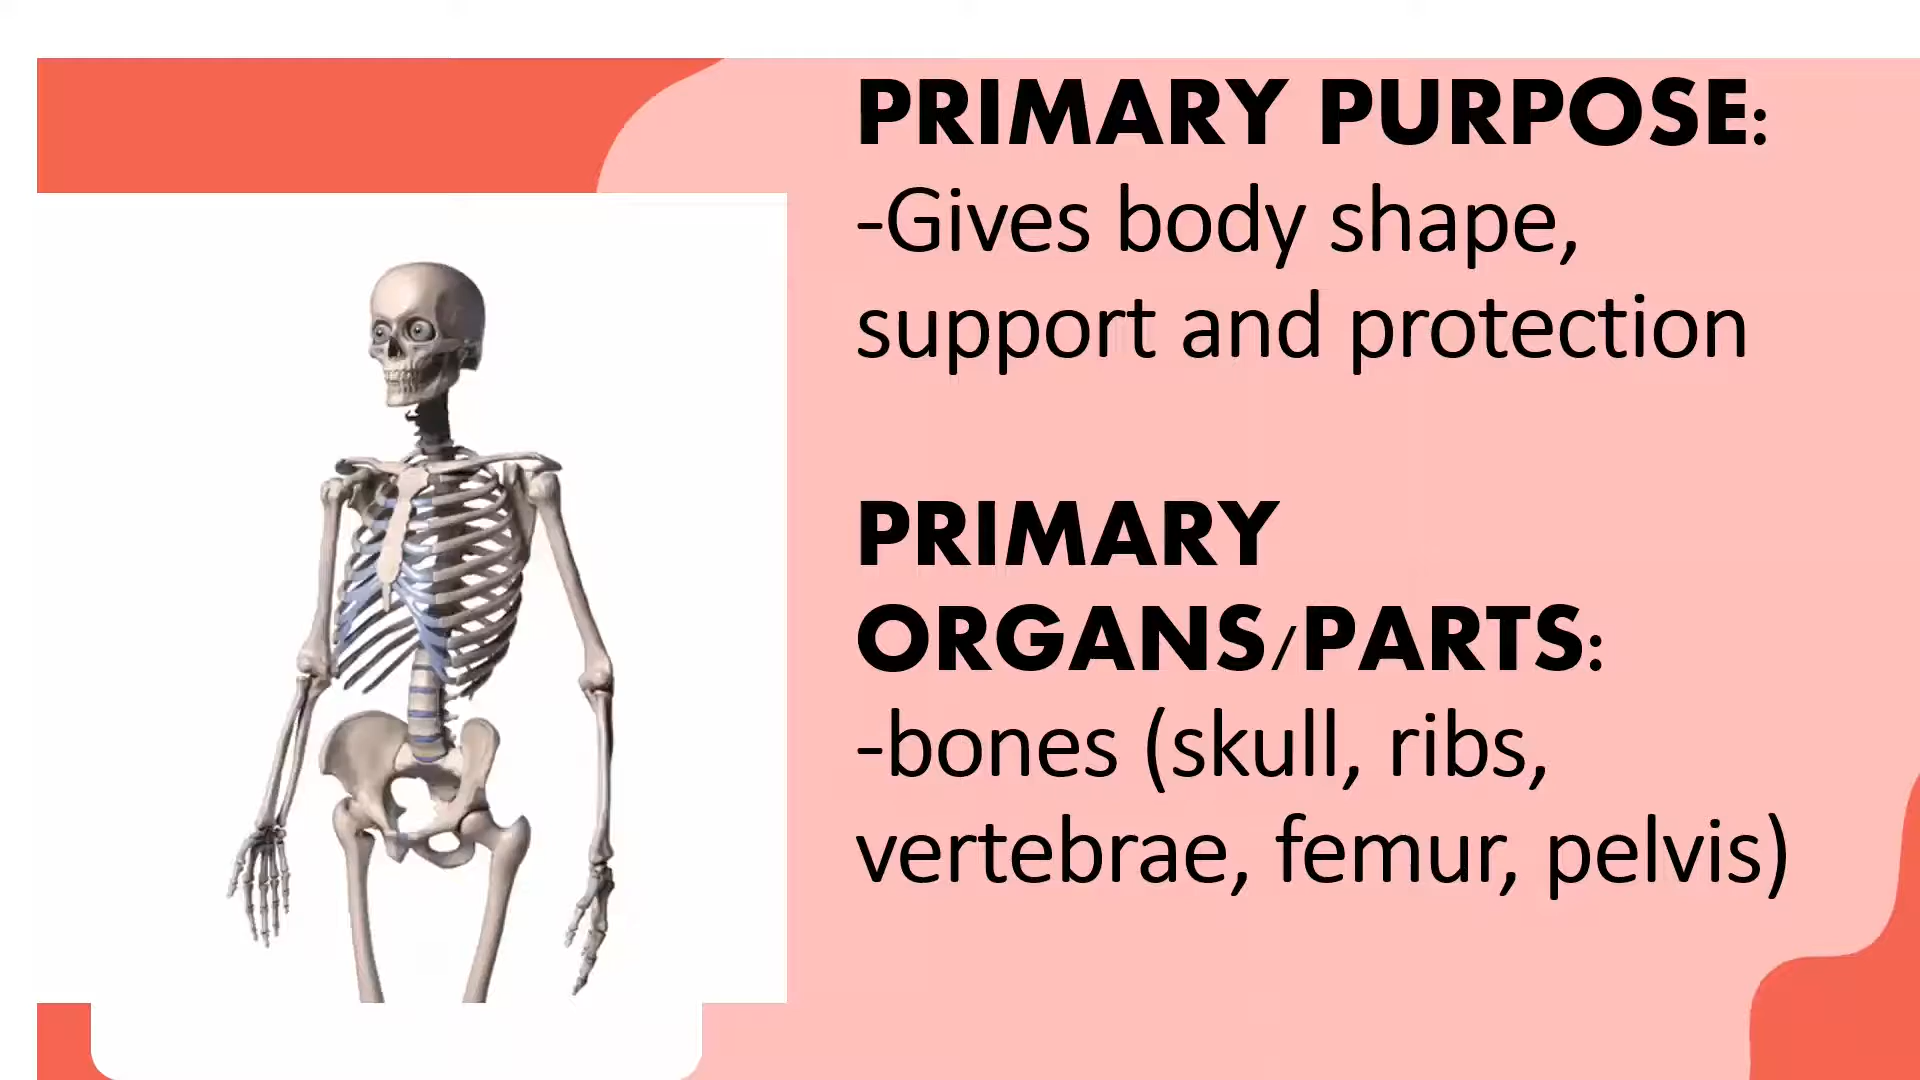 PRIMARY PURPOSE:
-Gives body shape,
support and protection
PRIMARY
ORGANS/PARTS:
-bones (skull, ribs,
vertebrae, femur, pelvis)